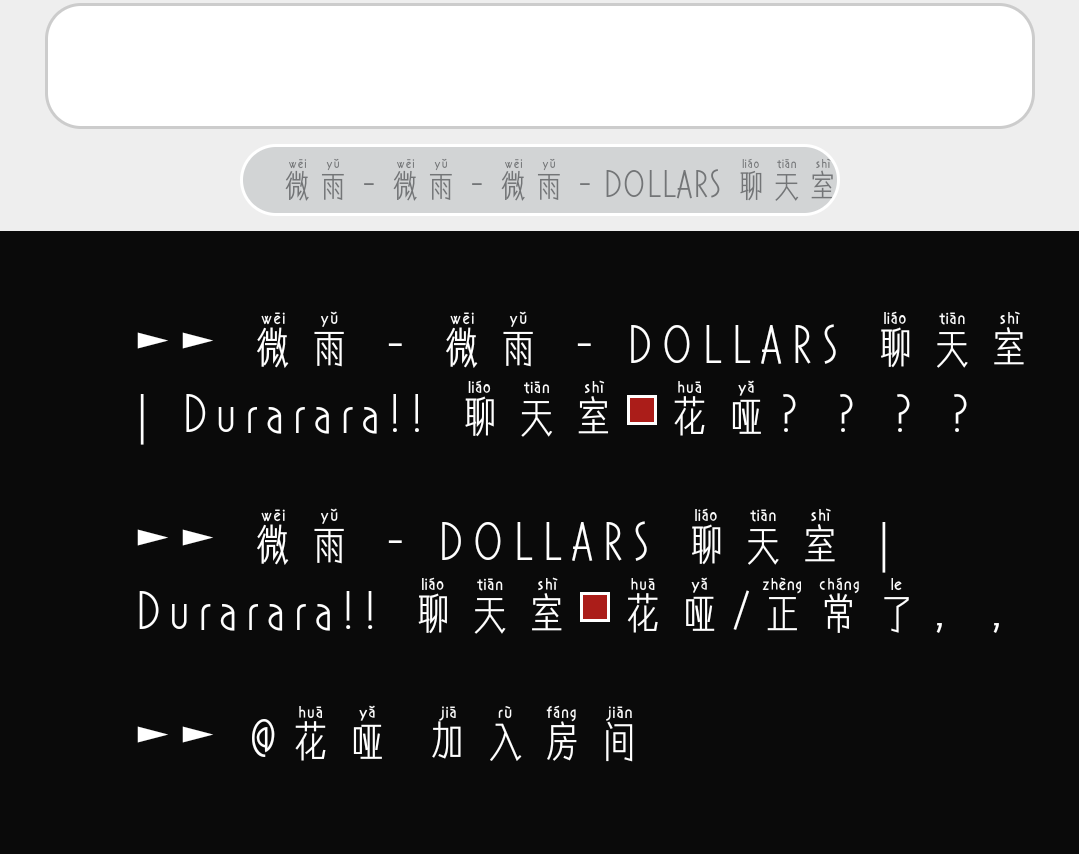 wēi yǔ wēi yǔ wēi yǔ liáo tiān shì
微雨 - 微雨 - 微雨 - DOLLARS 聊天室
wēi yǔ wēi yǔ liáo tiān shì
►► 微雨 - 微雨 - DOLLARS 聊天室
liáo tiān shì huā yǎ
| Durarara!! 聊天室 花哑? ? ? ?
wēi yǔ liáo tiān shì
►► 微雨 - DOLLARS 聊天室 |
liáo tiān shì huā yǎ zhèng cháng le
Durarara!! 聊天室 花哑/正常了, ,
huā yǎ jiā rù fáng jiān
►► @花哑 加入房间